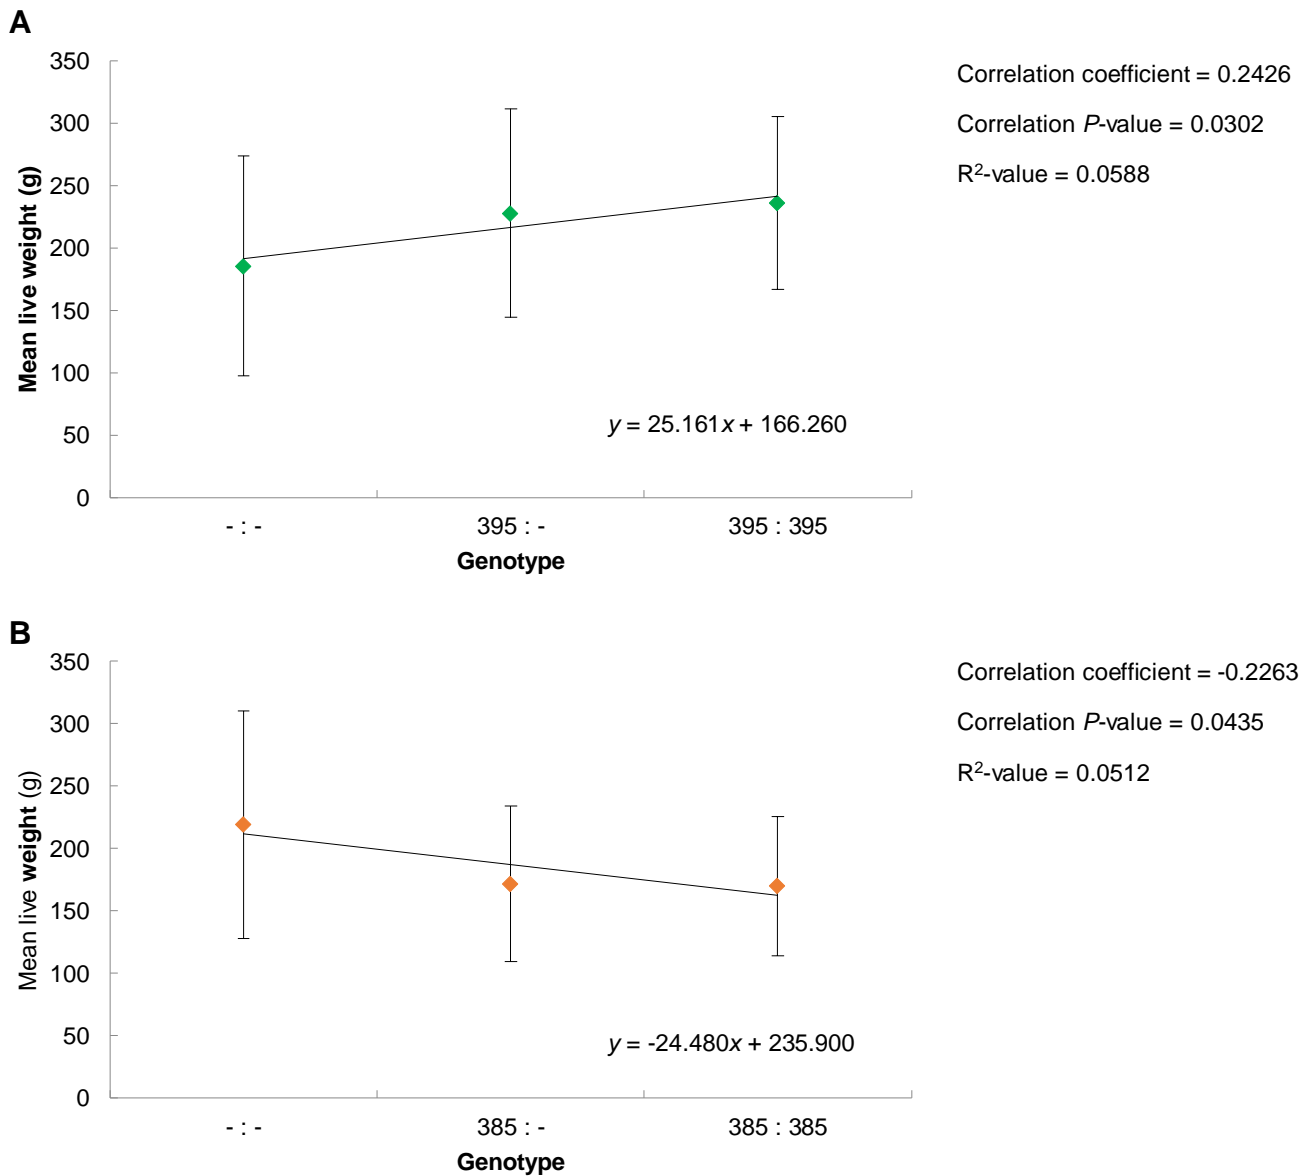 A
350
300
250
200
150
100
50
0
Mean live weight (g)
- : -
395 : -
395 : 395
Genotype
y = 25.161x + 166.260
Correlation coefficient = 0.2426
Correlation P-value = 0.0302
R²-value = 0.0588
B
350
300
250
200
150
100
50
0
Mean live weight (g)
- : -
385 : -
385 : 385
Genotype
y = -24.480x + 235.900
Correlation coefficient = -0.2263
Correlation P-value = 0.0435
R²-value = 0.0512